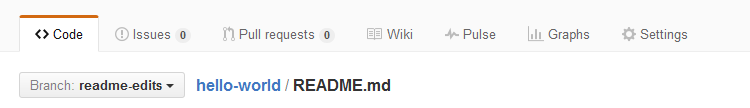 Code Issues 0 Pull requests 0 Wiki Pulse Graphs Settings
Branch: readme-edits hello-world / README.md